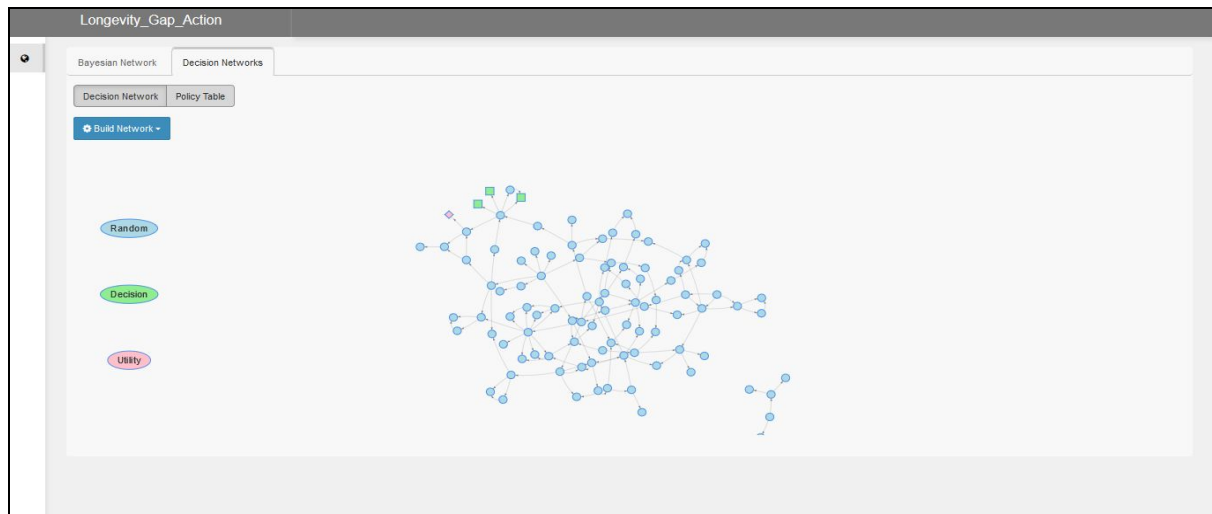 Longevity_Gap_Action
Bayesian Network
Decision Networks
Decision Network
Policy Table
Build Network
Random
Decision
Utility